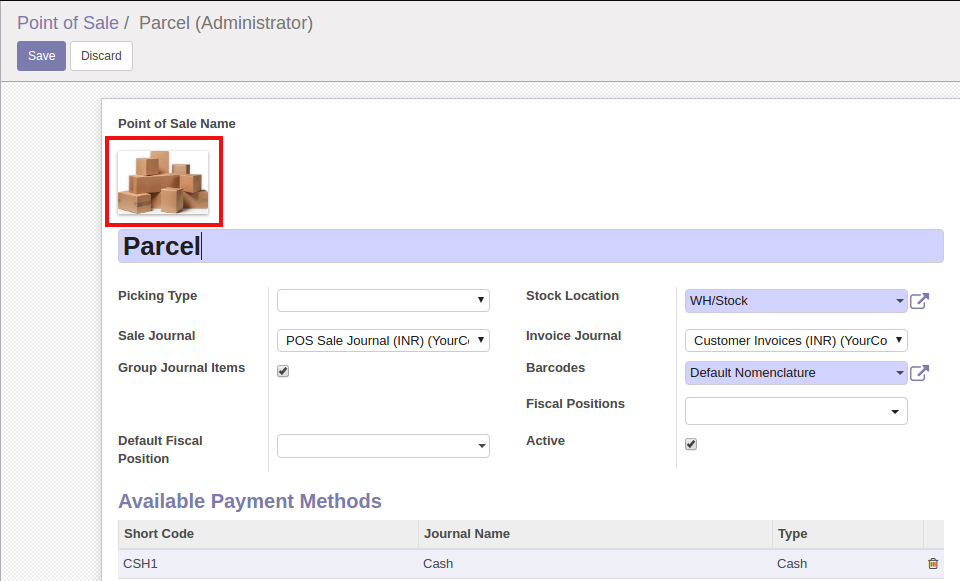 Point of Sale / Parcel (Administrator)
Save Discard
Point of Sale Name
Parcel
Picking Type
Stock Location WH/Stock
Sale Journal POS Sale Journal (INR) (YourCo
Invoice Journal Customer Invoices (INR) (YourCo
Group Journal Items
Barcodes Default Nomenclature
Fiscal Positions
Default Fiscal
Position
Active
Available Payment Methods
Short Code Journal Name Type
CSH1 Cash Cash